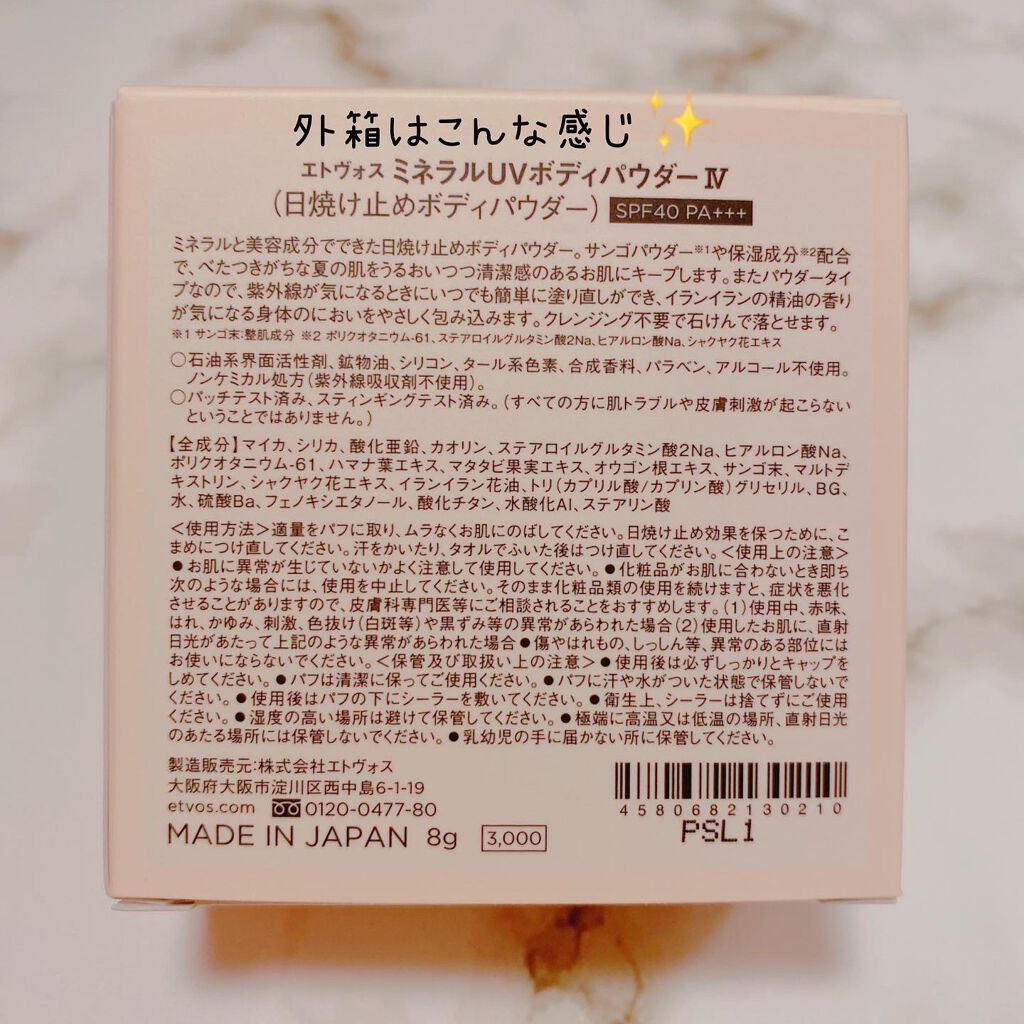 外箱はこんな感じ✨
エトヴォス ミネラルUVボディパウダー Ⅳ
(日焼け止めボディパウダー) SPF40 PA+++
ミネラルと美容成分でできた日焼け止めボディパウダー。サンゴパウダー※1や保湿成分※2配合
で、べたつきがちな夏の肌をうるおいつつ清潔感のあるお肌にキープします。またパウダータイ
プなので、紫外線が気になるときにいつでも簡単に塗り直しができ、イランイランの精油の香り
が気になる身体のにおいをやさしく包み込みます。クレンジング不要で石けんで落とせます。
※1 サンゴ末:整肌成分 ※2 ポリクオタニウム-61、ステアロイルグルタミン酸2Na、ヒアルロン酸Na、シャクヤク花エキス
○石油系界面活性剤、鉱物油、シリコン、タール系色素、合成香料、パラベン、アルコール不使用。
ノンケミカル処方(紫外線吸収剤不使用)。
○パッチテスト済み、スティンギングテスト済み。(すべての方に肌トラブルや皮膚刺激が起こらない
ということではありません。)
【全成分】マイカ、シリカ、酸化亜鉛、カオリン、ステアロイルグルタミン酸2Na、ヒアルロン酸Na、
ポリクオタニウム-61、ハマナ葉エキス、マタタビ果実エキス、オウゴン根エキス、サンゴ末、マルトデ
キストリン、シャクヤク花エキス、イランイラン花油、トリ(カプリル酸/カプリン酸)グリセリル、BG、
水、硫酸Ba、フェノキシエタノール、酸化チタン、水酸化Al、ステアリン酸
<使用方法>適量をパフに取り、ムラなくお肌にのばしてください。日焼け止め効果を保つために、こ
まめにつけ直してください。汗をかいたり、タオルでふいた後はつけ直してください。<使用上の注意>
●お肌に異常が生じていないかよく注意して使用してください。●化粧品がお肌に合わないとき即ち
次のような場合には、使用を中止してください。そのまま化粧品類の使用を続けますと、症状を悪化
させることがありますので、皮膚科専門医等にご相談されることをおすすめします。(1)使用中、赤味、
はれ、かゆみ、刺激、色抜け(白斑等)や黒ずみ等の異常があらわれた場合(2)使用したお肌に、直射
日光があたって上記のような異常があらわれた場合●傷やはれもの、しっしん等、異常のある部位には
お使いにならないでください。<保管及び取扱い上の注意>●使用後は必ずしっかりとキャップを
しめてください。●パフは清潔に保ってご使用ください。●パフに汗や水がついた状態で保管しないで
ください。●使用後はパフの下にシーラーを敷いてください。●衛生上、シーラーは捨てずにご使用
ください。●湿度の高い場所は避けて保管してください。●極端に高温又は低温の場所、直射日光
のあたる場所には保管しないでください。●乳幼児の手に届かない所に保管してください。
製造販売元:株式会社エトヴォス
大阪府大阪市淀川区西中島6-1-19
etvos.com 0120-0477-80
MADE IN JAPAN 8g 3,000
4580682130210
PSL1